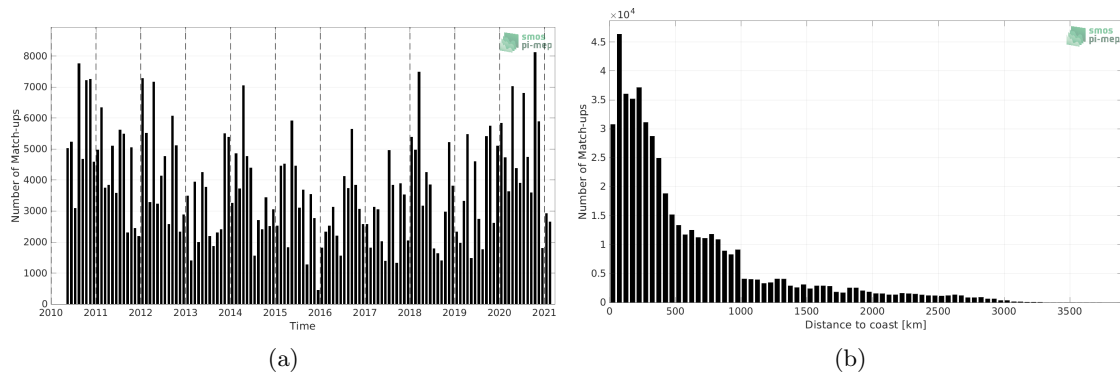 ×10⁴
smos
pi-mep
8000
7000
6000
5000
4000
3000
2000
1000
0
Number of Match-ups
2010 2011 2012 2013 2014 2015 2016 2017 2018 2019 2020 2021
Time
(a)
smos
pi-mep
4.5
4
3.5
3
2.5
2
1.5
1
0.5
0
Number of Match-ups
0 500 1000 1500 2000 2500 3000 3500
Distance to coast [km]
(b)